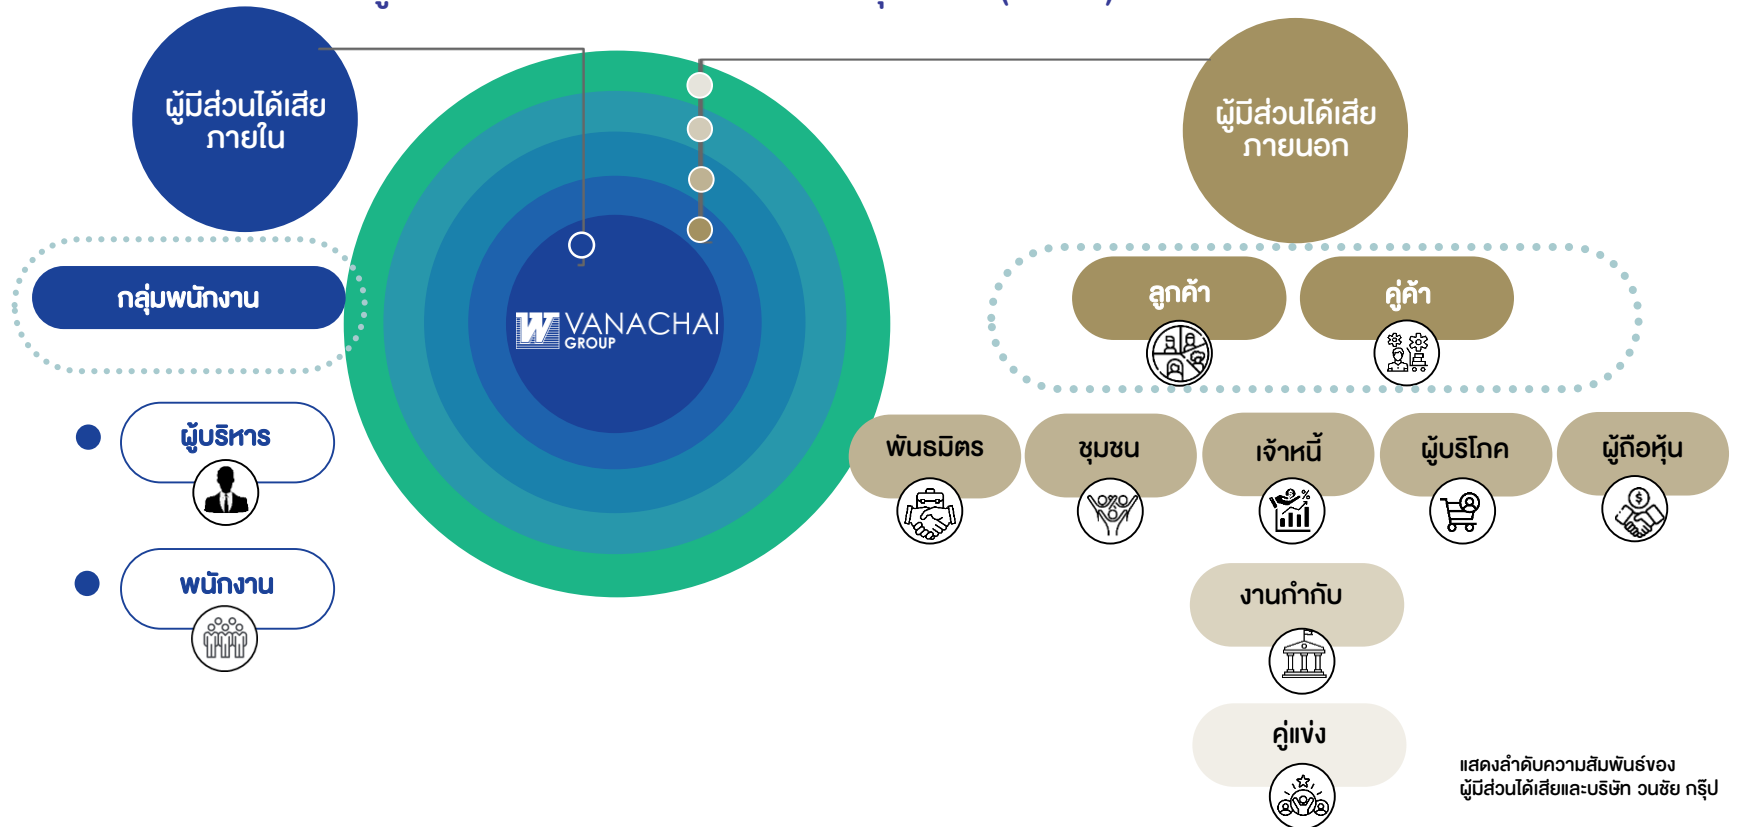 ผู้มีส่วนได้เสีย
ภายใน
ผู้มีส่วนได้เสีย
ภายนอก
กลุ่มพนักงาน
ลูกค้า
คู่ค้า
VANACHAI
GROUP
ผู้บริหาร
พันธมิตร
ชุมชน
เจ้าหนี้
ผู้บริโภค
ผู้ถือหุ้น
พนักงาน
งานกำกับ
คู่แข่ง
แสดงลำดับความสัมพันธ์ของ
ผู้มีส่วนได้เสียและบริษัท วนชัย กรุ๊ป